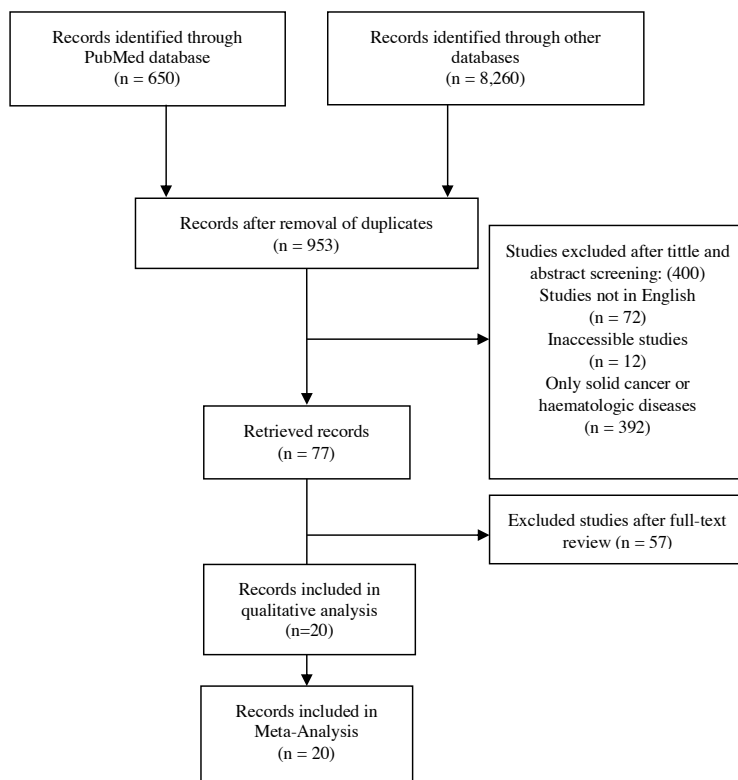 Records identified through
PubMed database
(n = 650)
Records identified through other
databases
(n = 8,260)
Records after removal of duplicates
(n = 953)
Studies excluded after tittle and
abstract screening: (400)
Studies not in English
(n = 72)
Inaccessible studies
(n = 12)
Only solid cancer or
haematologic diseases
(n = 392)
Retrieved records
(n = 77)
Excluded studies after full-text
review (n = 57)
Records included in
qualitative analysis
(n=20)
Records included in
Meta-Analysis
(n = 20)